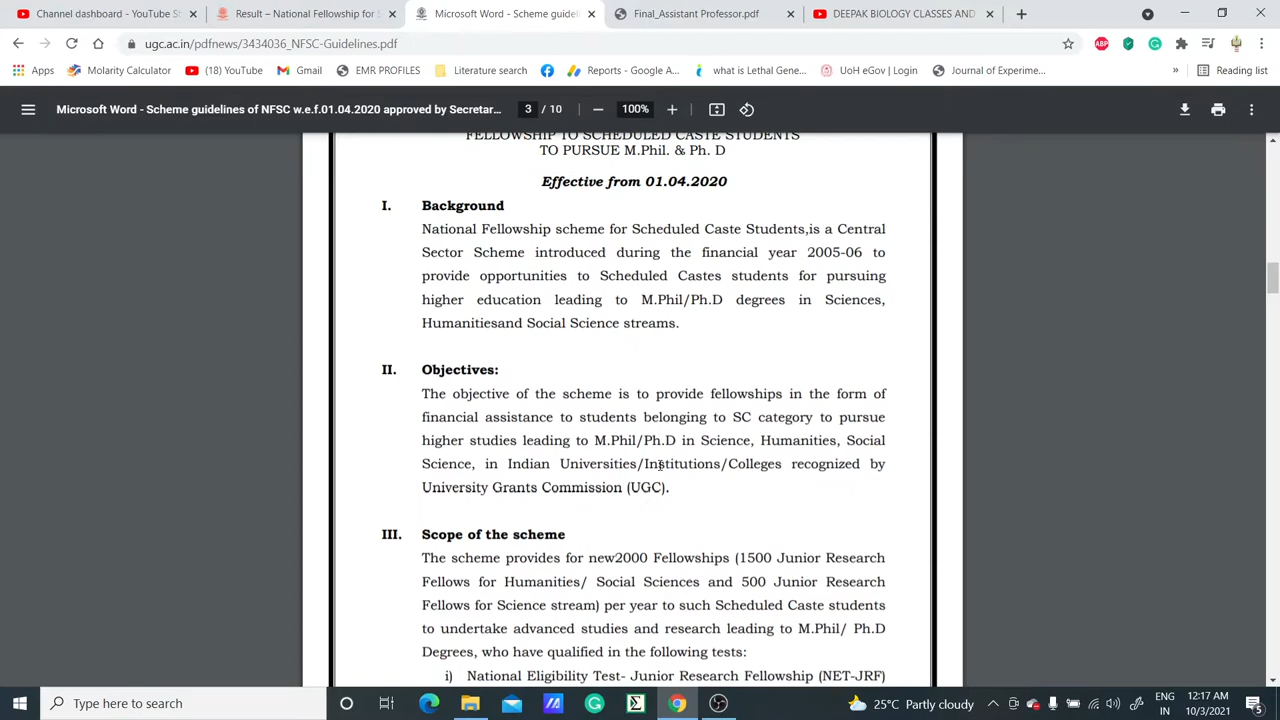 Channel dashboard - YouTube St
Result – National Fellowship for S
Microsoft Word - Scheme guideli
Final_Assistant Professor.pdf
DEEPAK BIOLOGY CLASSES AND
ugc.ac.in/pdfnews/3434036_NFSC-Guidelines.pdf
ABP
Apps
Molarity Calculator
(18) YouTube
Gmail
EMR PROFILES
Literature search
Reports - Google A...
what is Lethal Gene...
UoH eGov | Login
Journal of Experime...
»
Reading list
Microsoft Word - Scheme guidelines of NFSC w.e.f.01.04.2020 approved by Secretar...
3 / 10
100%
FELLOWSHIP TO SCHEDULED CASTE STUDENTS
TO PURSUE M.Phil. & Ph. D
Effective from 01.04.2020
I. Background
National Fellowship scheme for Scheduled Caste Students,is a Central
Sector Scheme introduced during the financial year 2005-06 to
provide opportunities to Scheduled Castes students for pursuing
higher education leading to M.Phil/Ph.D degrees in Sciences,
Humanitiesand Social Science streams.
II. Objectives:
The objective of the scheme is to provide fellowships in the form of
financial assistance to students belonging to SC category to pursue
higher studies leading to M.Phil/Ph.D in Science, Humanities, Social
Science, in Indian Universities/Institutions/Colleges recognized by
University Grants Commission (UGC).
III. Scope of the scheme
The scheme provides for new2000 Fellowships (1500 Junior Research
Fellows for Humanities/ Social Sciences and 500 Junior Research
Fellows for Science stream) per year to such Scheduled Caste students
to undertake advanced studies and research leading to M.Phil/ Ph.D
Degrees, who have qualified in the following tests:
i) National Eligibility Test- Junior Research Fellowship (NET-JRF)
Type here to search
25°C Partly cloudy
ENG
IN
12:17 AM
10/3/2021
5